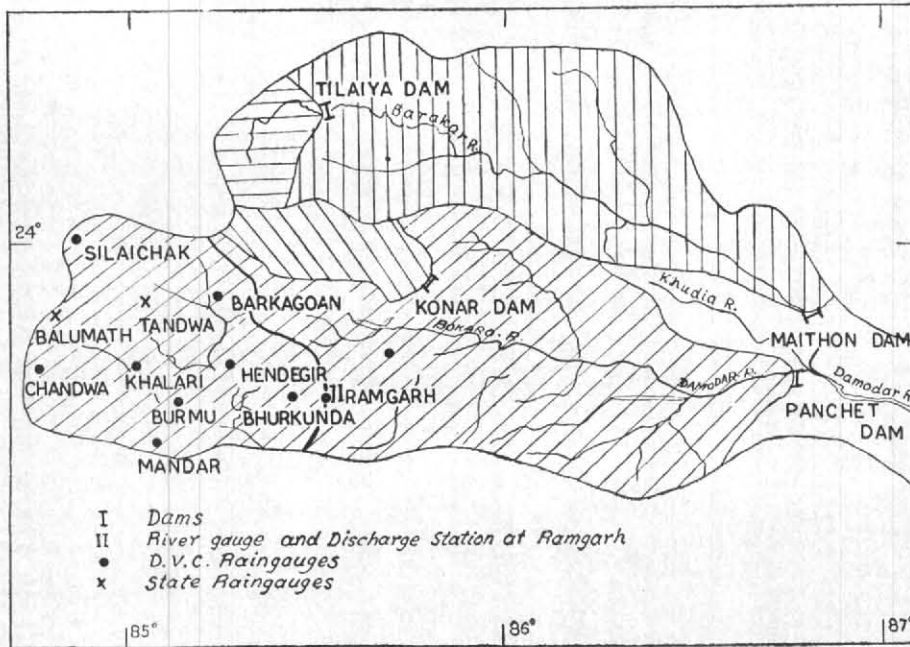 TILAIYA DAM
Barakar R.
24°
SILAICHAK
BARKAGOAN
KONAR DAM
Khudia R.
BALUMATH
TANDWA
BOKARO. R.
MAITHON DAM
CHANDWA
KHALARI
HENDEGIR
RAMGARH
DAMODAR. R.
Damodar R
BURMU
BHURKUNDA
PANCHET
DAM
MANDAR
I Dams
II River gauge and Discharge Station at Ramgarh
● D.V.C. Raingauges
x State Raingauges
85°
86°
87°